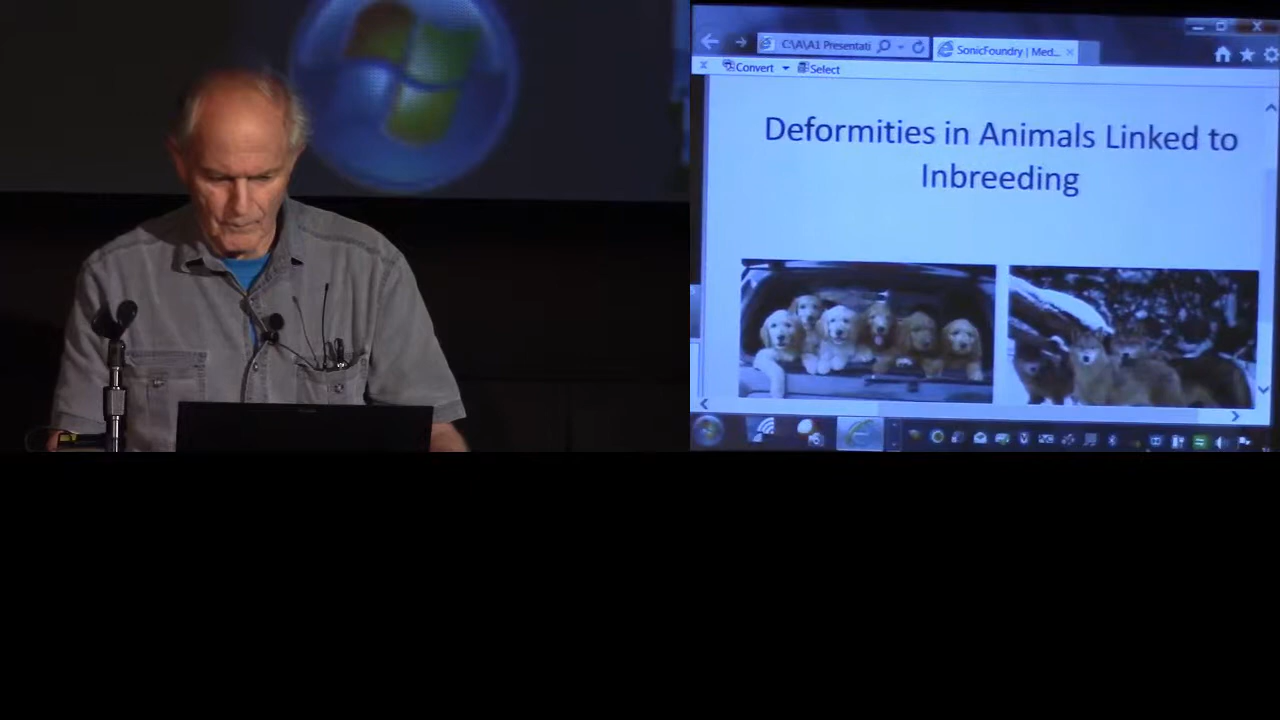 C:\A\A1 Presentati
SonicFoundry | Med...
Convert
Select
Deformities in Animals Linked to
Inbreeding